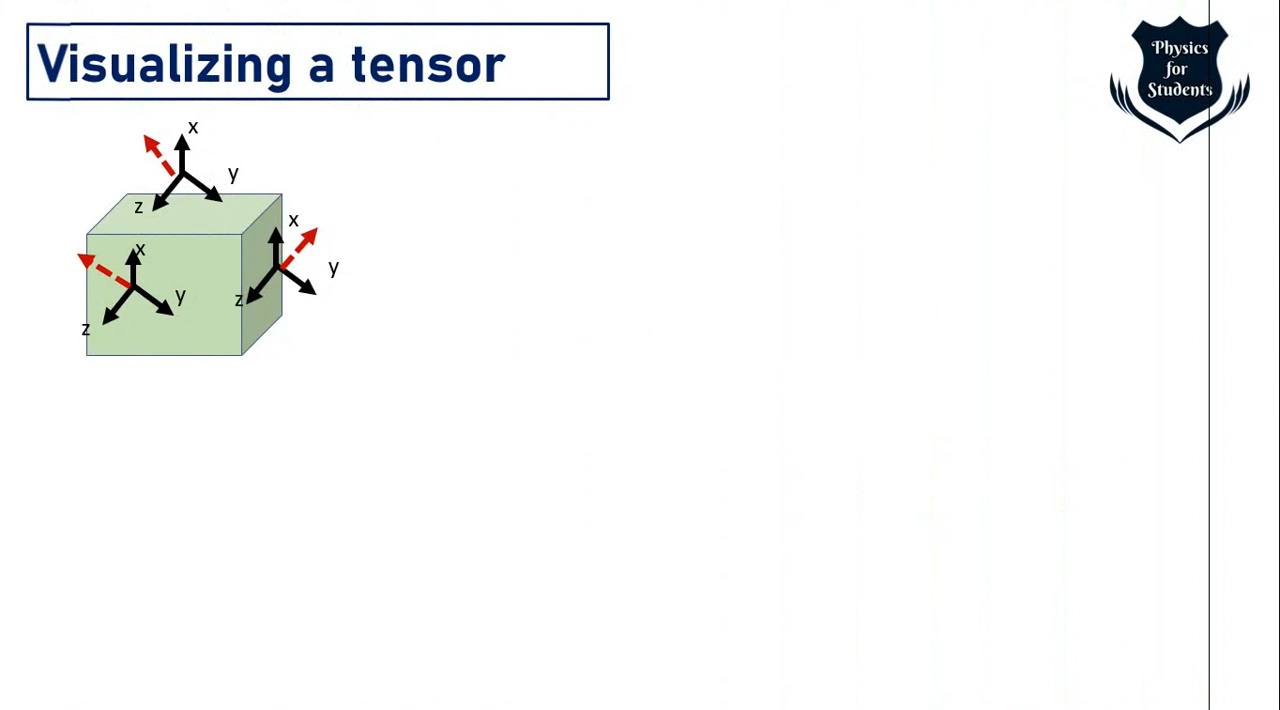 Visualizing a tensor
Physics
for
Students
x
y
z
x
y
z
x
y
z